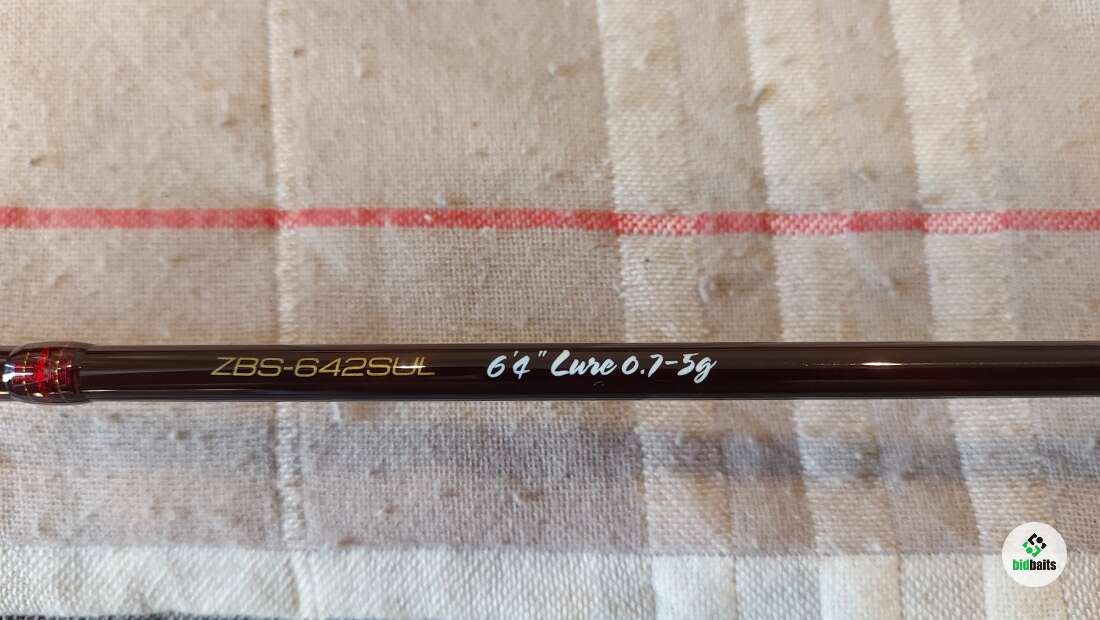 ZBS-642SUL 6'4" Lure 0.7-5g
bidbaits